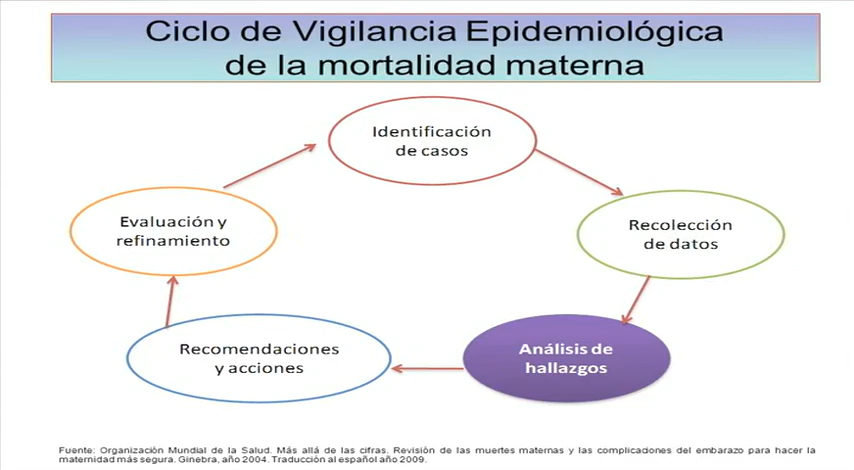 Ciclo de Vigilancia Epidemiológica
de la mortalidad materna
Identificación
de casos
Recolección
de datos
Análisis de
hallazgos
Recomendaciones
y acciones
Evaluación y
refinamiento
Fuente: Organización Mundial de la Salud. Más allá de las cifras. Revisión de las muertes maternas y las complicaciones del embarazo para hacer la
maternidad más segura. Ginebra, año 2004. Traducción al español año 2009.